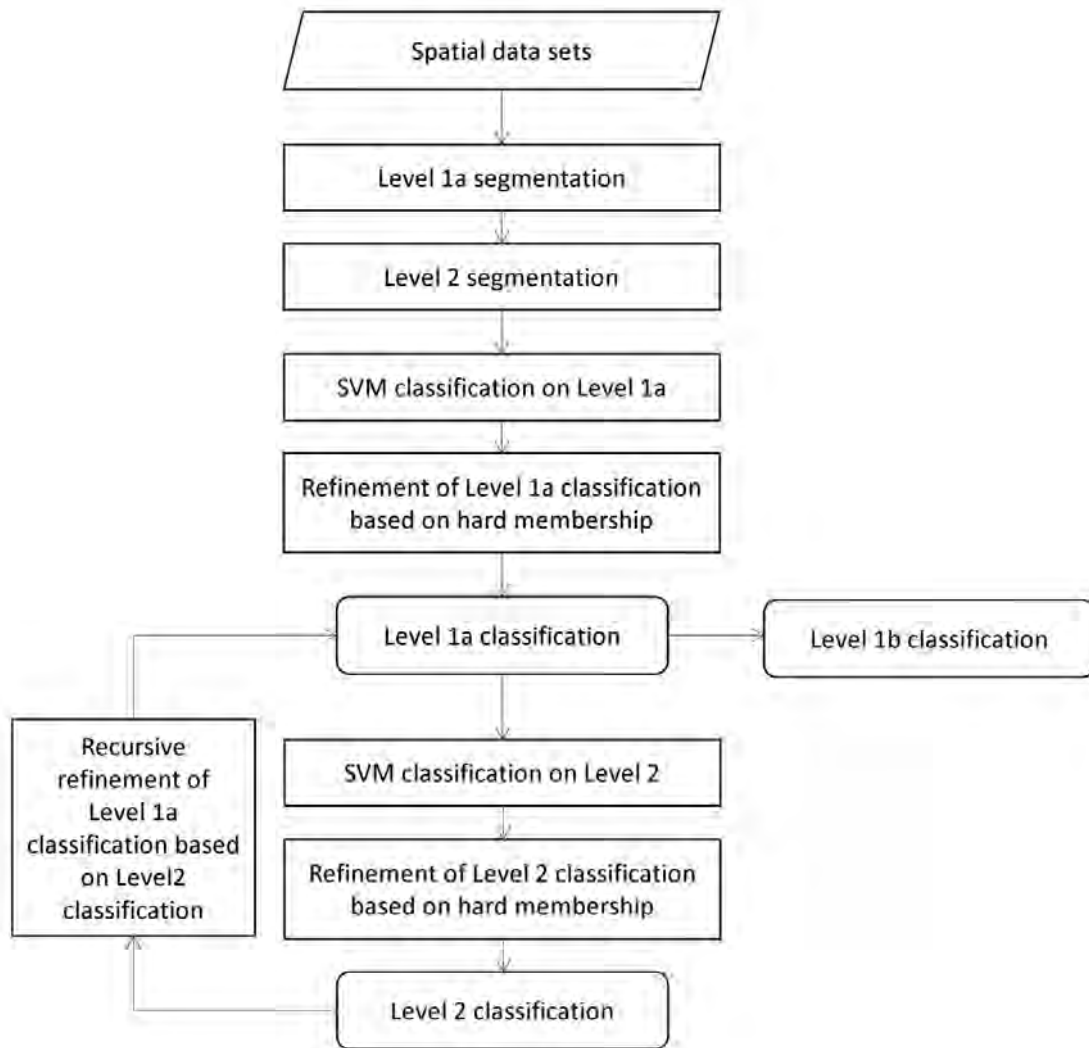 Spatial data sets
Level 1a segmentation
Level 2 segmentation
SVM classification on Level 1a
Refinement of Level 1a classification
based on hard membership
Level 1a classification
Level 1b classification
Recursive
refinement of
Level 1a
classification based
on Level2
classification
SVM classification on Level 2
Refinement of Level 2 classification
based on hard membership
Level 2 classification